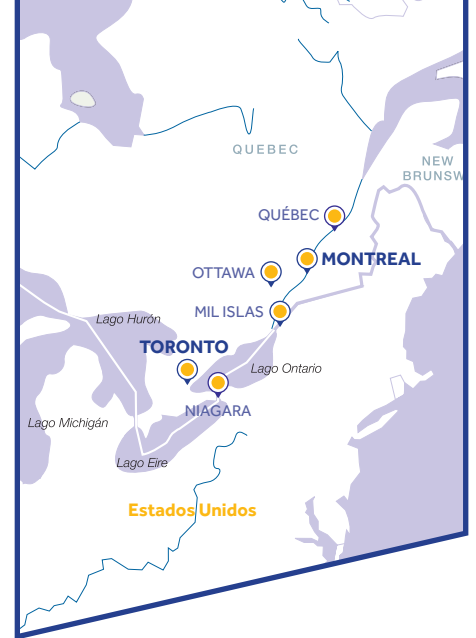 QUEBEC
NEW
BRUNSW
QUÉBEC
MONTREAL
OTTAWA
MIL ISLAS
Lago Hurón
TORONTO
Lago Ontario
NIAGARA
Lago Michigán
Lago Eire
Estados Unidos